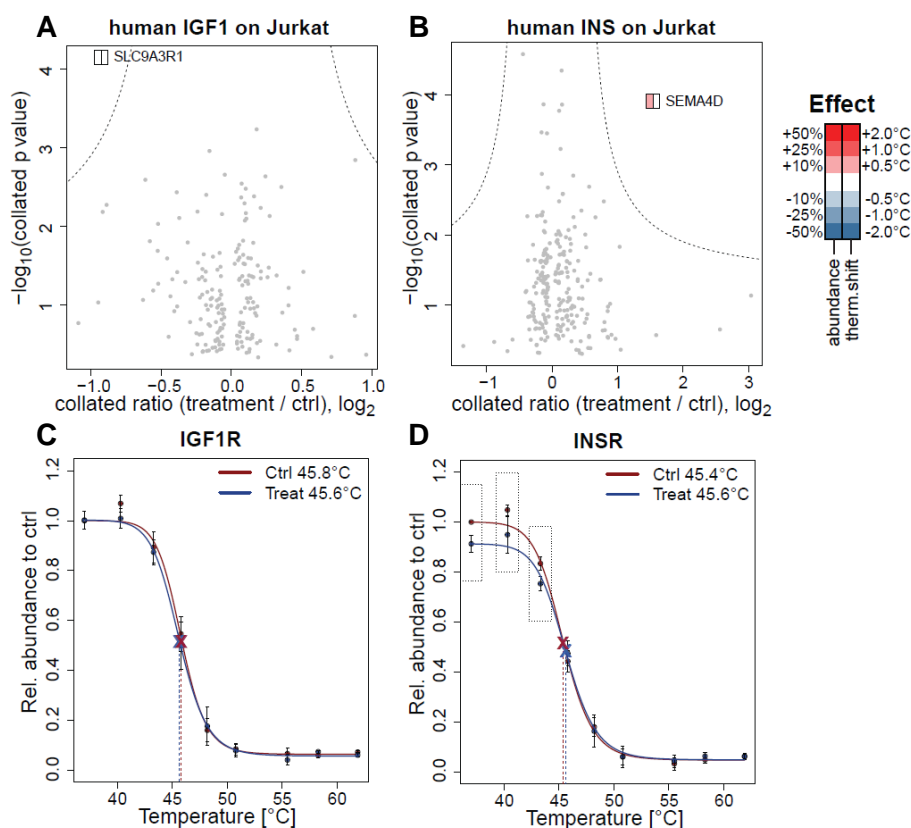 A
human IGF1 on Jurkat
SLC9A3R1
−log10(collated p value)
4
3
2
1
−1.0
−0.5
0.0
0.5
1.0
collated ratio (treatment / ctrl), log2
B
human INS on Jurkat
SEMA4D
−log10(collated p value)
4
3
2
1
−1
0
1
2
3
collated ratio (treatment / ctrl), log2
Effect
+50% +2.0°C
+25% +1.0°C
+10% +0.5°C
-10% -0.5°C
-25% -1.0°C
-50% -2.0°C
abundance
therm.shift
C
IGF1R
Ctrl 45.8°C
Treat 45.6°C
Rel. abundance to ctrl
1.2
1.0
0.8
0.6
0.4
0.2
0.0
40
45
50
55
60
Temperature [°C]
D
INSR
Ctrl 45.4°C
Treat 45.6°C
Rel. abundance to ctrl
1.2
1.0
0.8
0.6
0.4
0.2
0.0
40
45
50
55
60
Temperature [°C]